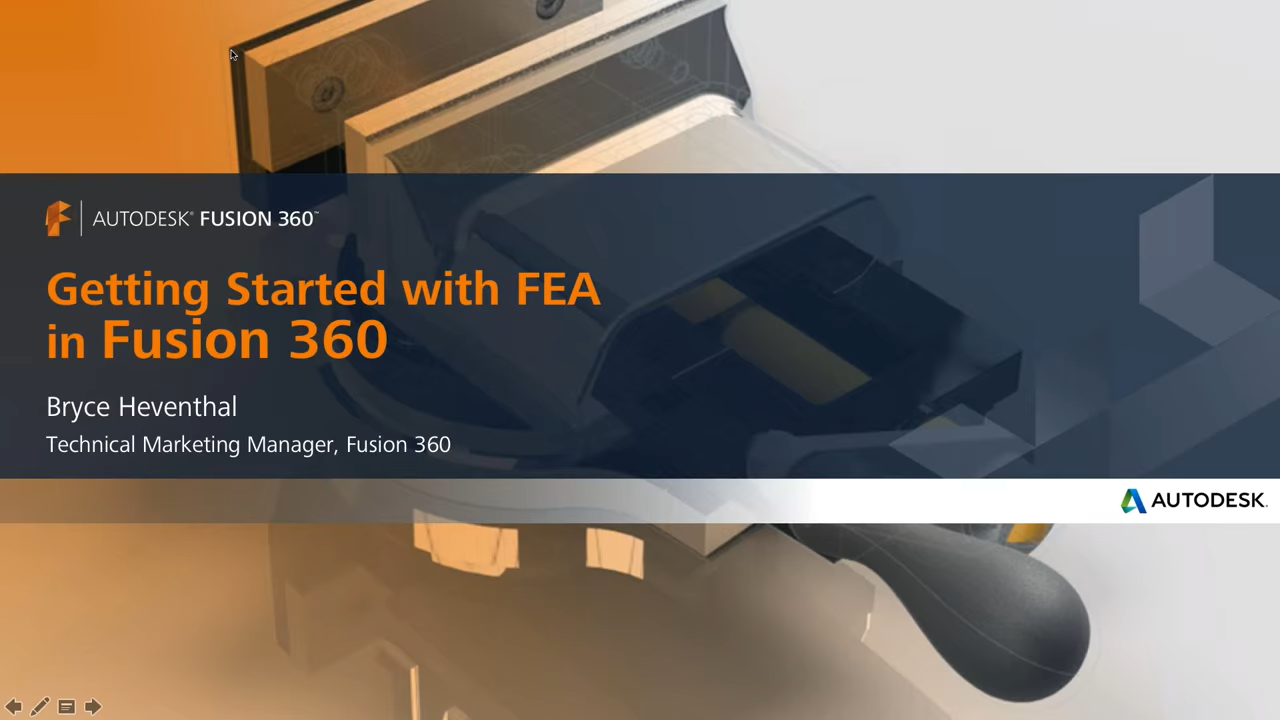 AUTODESK® FUSION 360™
Getting Started with FEA
in Fusion 360
Bryce Heventhal
Technical Marketing Manager, Fusion 360
AUTODESK.